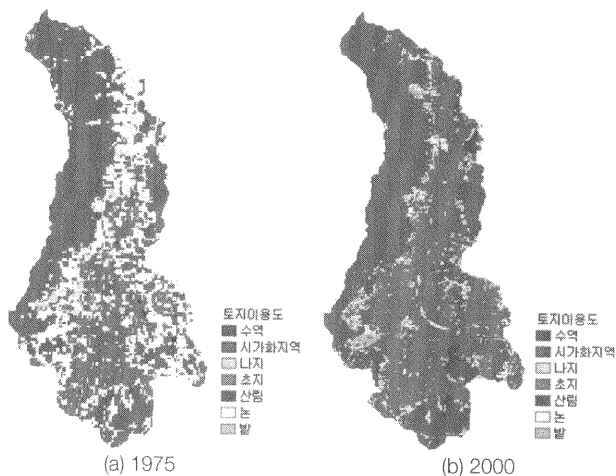 토지이용도
수역
시가화지역
나지
초지
산림
논
밭
(a) 1975
토지이용도
수역
시가화지역
나지
초지
산림
논
밭
(b) 2000